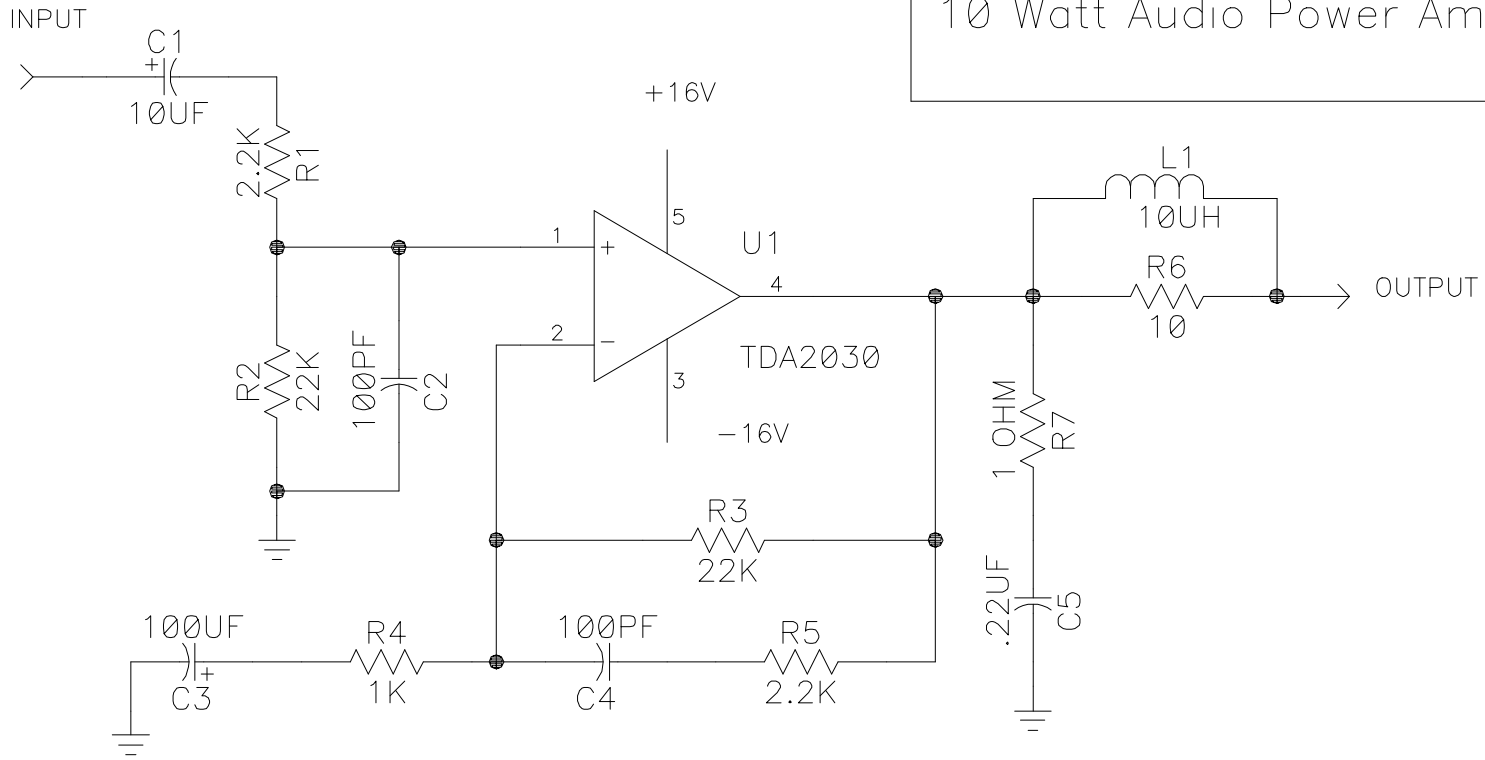 INPUT
10 Watt Audio Power Am
C1
+
10UF
+16V
2.2K
R1
L1
10UH
5
1
+
U1
4
R6
10
OUTPUT
2
−
TDA2030
3
−16V
R2
22K
100PF
C2
1 OHM
R7
R3
22K
.22UF
C5
100UF
+
C3
R4
1K
100PF
C4
R5
2.2K